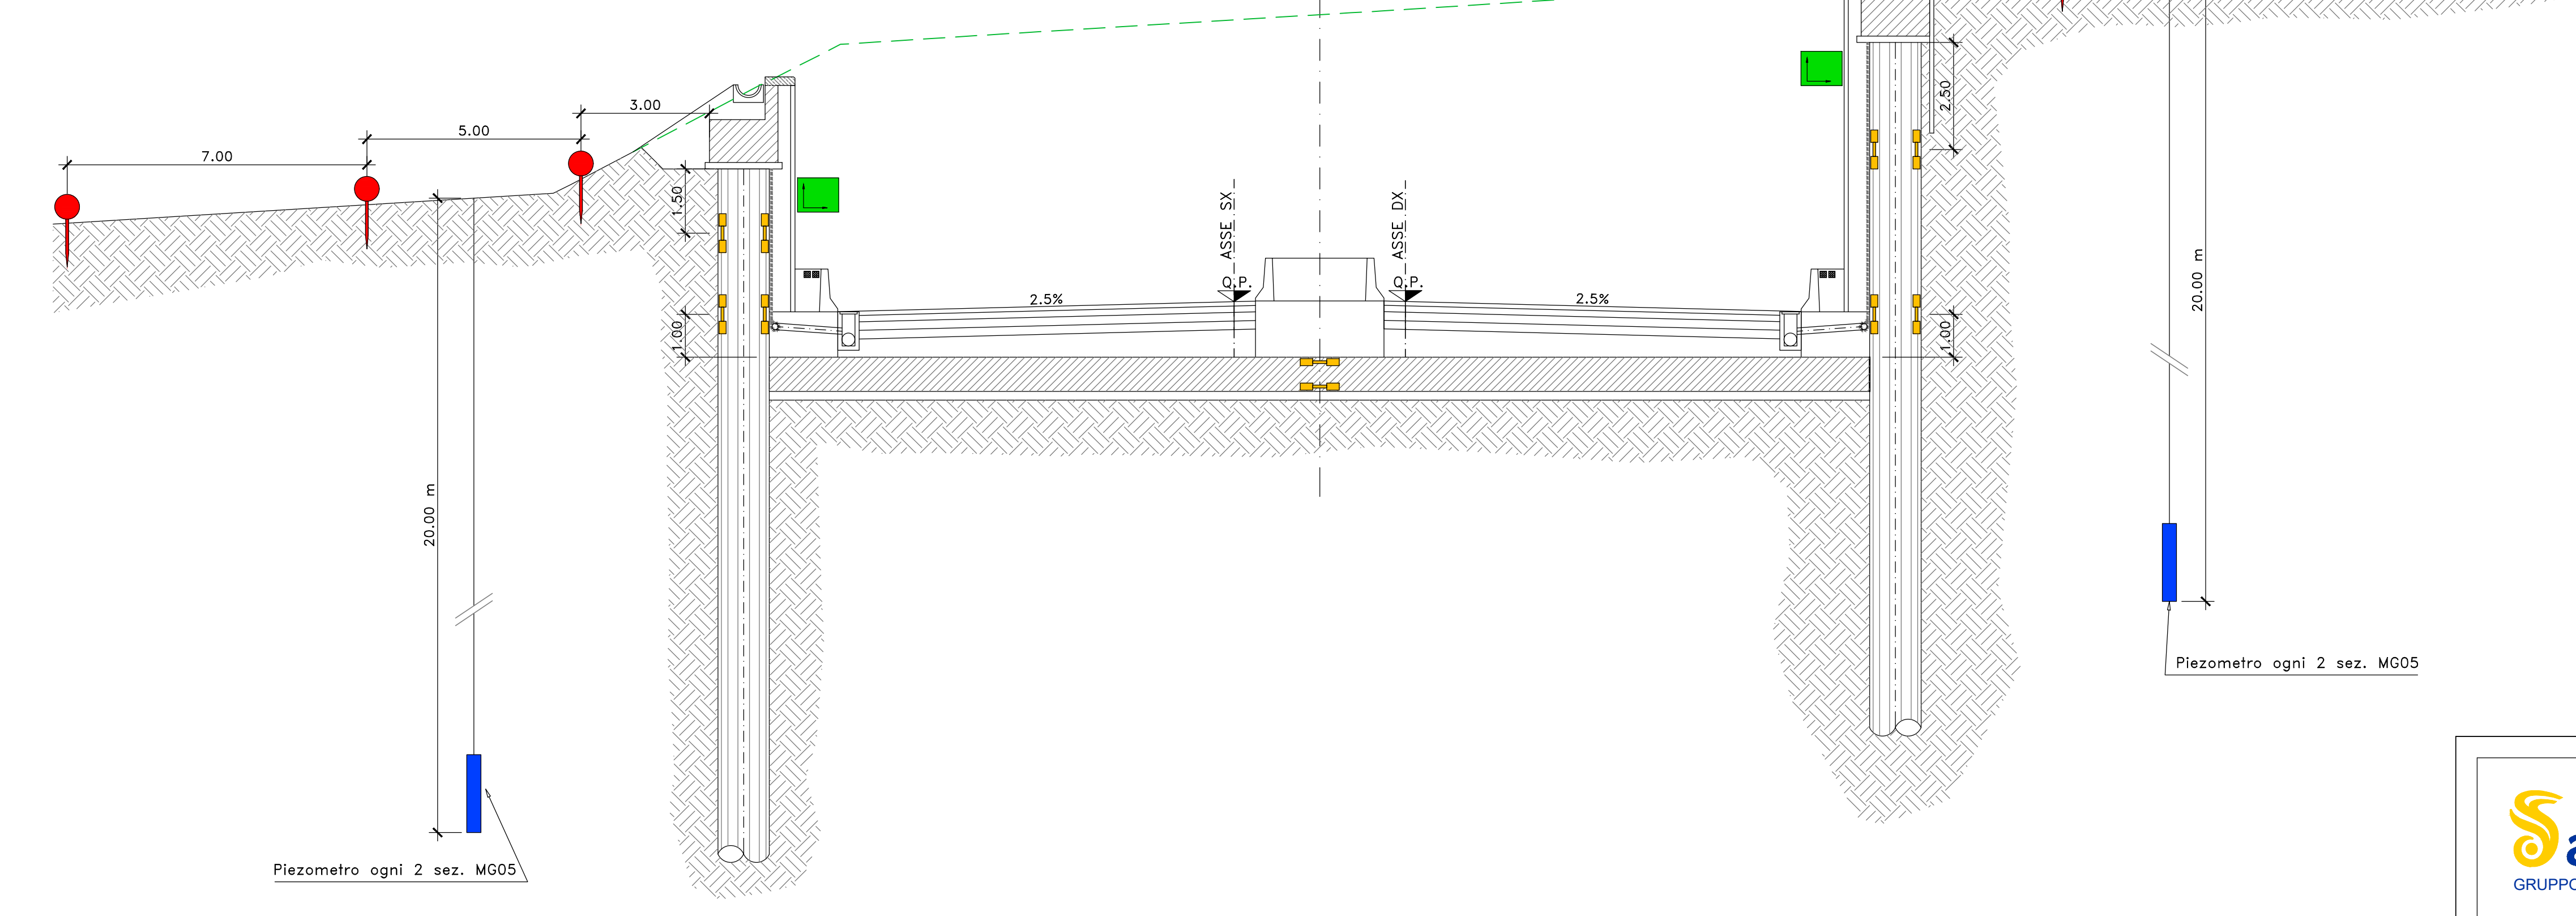 3.00
5.00
7.00
2.50
1.50
ASSE SX
ASSE DX
Q.P.
Q.P.
2.5%
2.5%
20.00 m
1.00
1.00
20.00 m
Piezometro ogni 2 sez. MG05
Piezometro ogni 2 sez. MG05